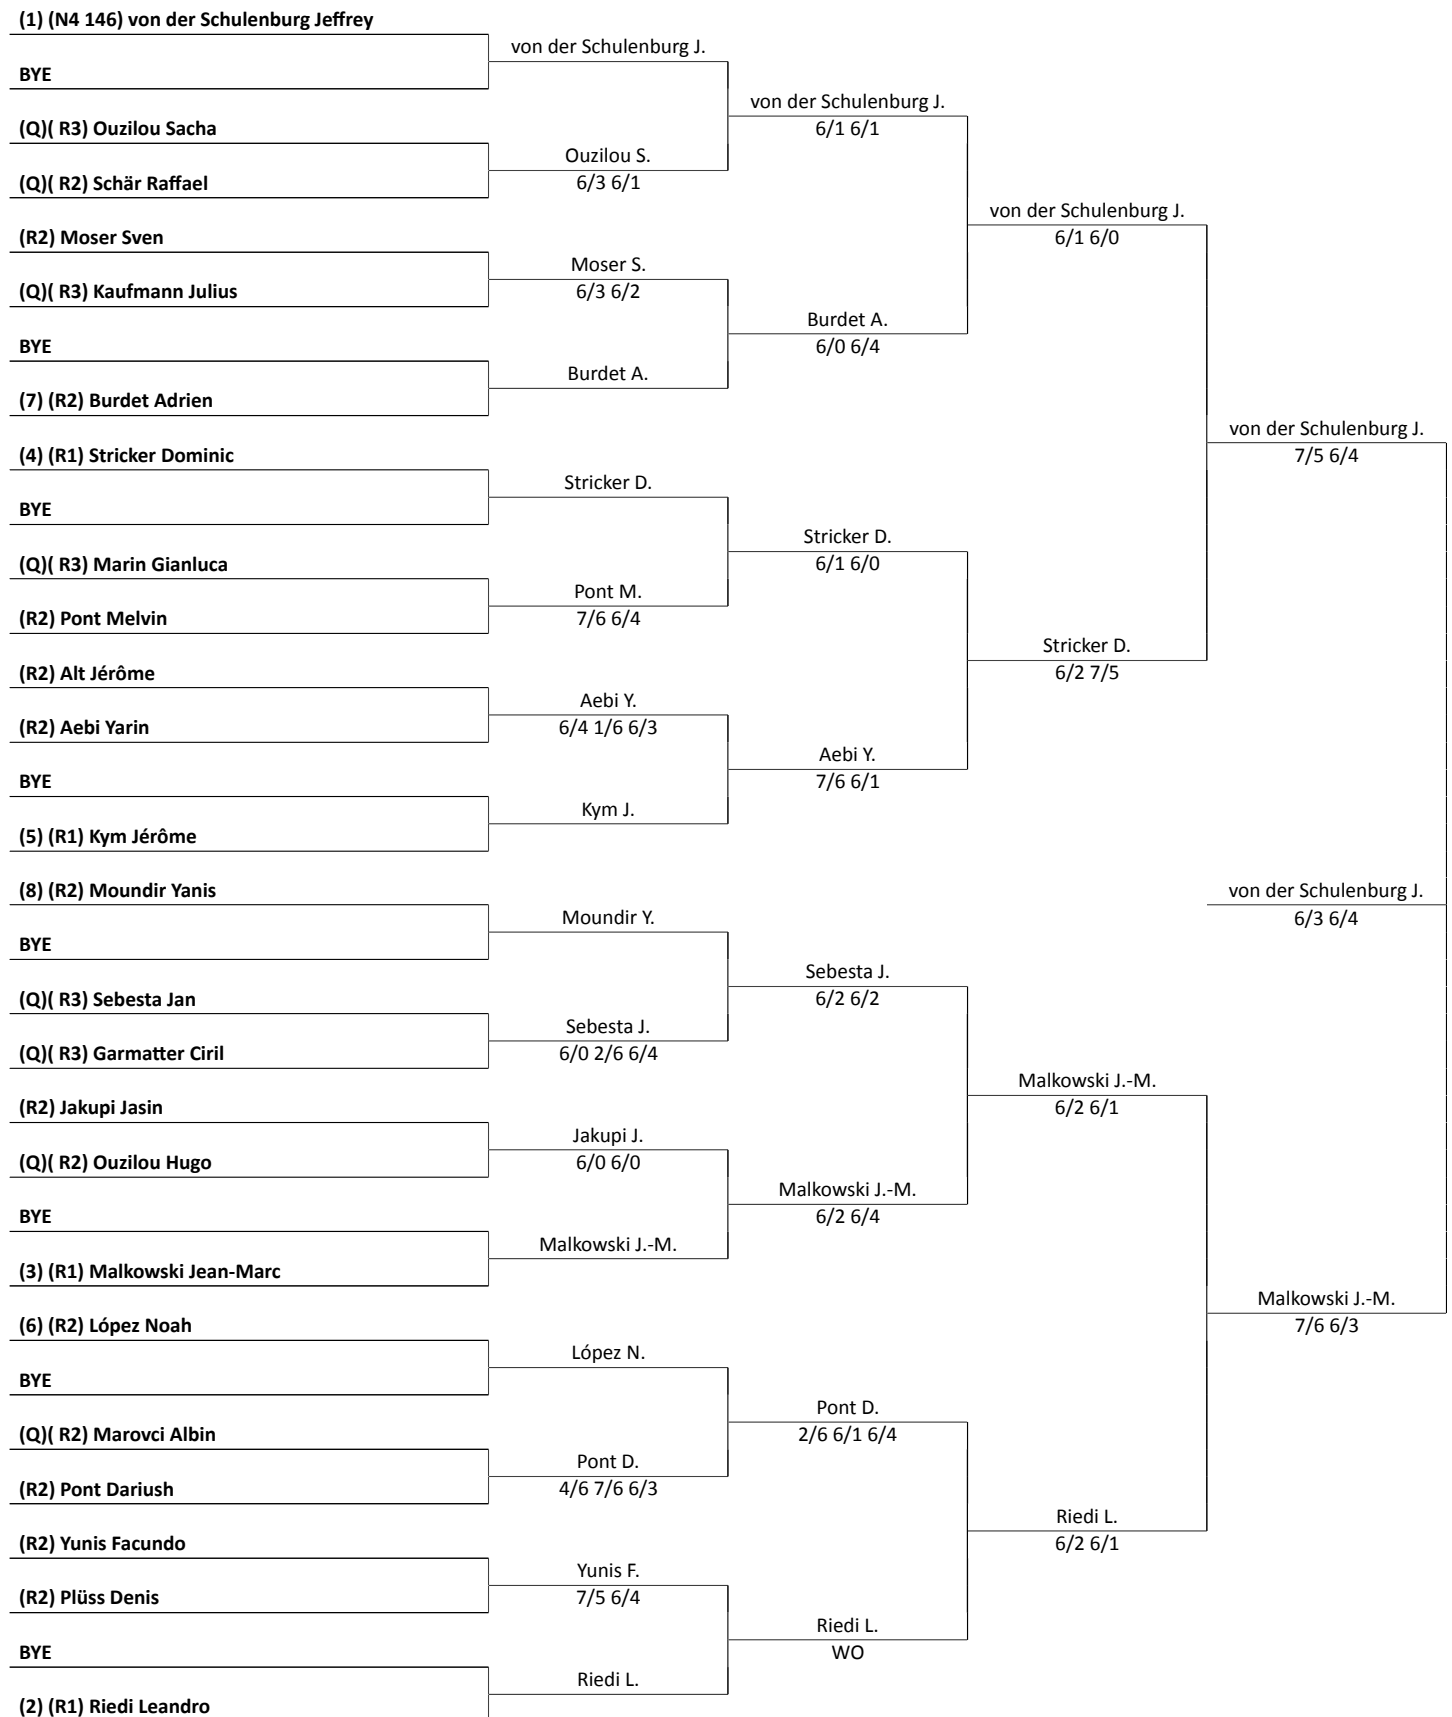 (1) (N4 146) von der Schulenburg Jeffrey
BYE
(Q)( R3) Ouzilou Sacha
(Q)( R2) Schär Raffael
(R2) Moser Sven
(Q)( R3) Kaufmann Julius
BYE
(7) (R2) Burdet Adrien
(4) (R1) Stricker Dominic
BYE
(Q)( R3) Marin Gianluca
(R2) Pont Melvin
(R2) Alt Jérôme
(R2) Aebi Yarin
BYE
(5) (R1) Kym Jérôme
(8) (R2) Moundir Yanis
BYE
(Q)( R3) Sebesta Jan
(Q)( R3) Garmatter Ciril
(R2) Jakupi Jasin
(Q)( R2) Ouzilou Hugo
BYE
(3) (R1) Malkowski Jean-Marc
(6) (R2) López Noah
BYE
(Q)( R2) Marovci Albin
(R2) Pont Dariush
(R2) Yunis Facundo
(R2) Plüss Denis
BYE
(2) (R1) Riedi Leandro
von der Schulenburg J.
Ouzilou S.
6/3 6/1
Moser S.
6/3 6/2
Burdet A.
Stricker D.
Pont M.
7/6 6/4
Aebi Y.
6/4 1/6 6/3
Kym J.
Moundir Y.
Sebesta J.
6/0 2/6 6/4
Jakupi J.
6/0 6/0
Malkowski J.-M.
López N.
Pont D.
4/6 7/6 6/3
Yunis F.
7/5 6/4
Riedi L.
von der Schulenburg J.
6/1 6/1
Burdet A.
6/0 6/4
Stricker D.
6/1 6/0
Aebi Y.
7/6 6/1
Sebesta J.
6/2 6/2
Malkowski J.-M.
6/2 6/4
Pont D.
2/6 6/1 6/4
Riedi L.
WO
von der Schulenburg J.
6/1 6/0
Stricker D.
6/2 7/5
Malkowski J.-M.
6/2 6/1
Riedi L.
6/2 6/1
von der Schulenburg J.
7/5 6/4
von der Schulenburg J.
6/3 6/4
Malkowski J.-M.
7/6 6/3